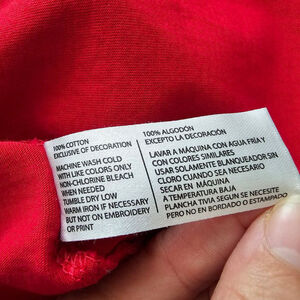 100% COTTON
EXCLUSIVE OF DECORATION
MACHINE WASH COLD
WITH LIKE COLORS ONLY
NON-CHLORINE BLEACH
WHEN NEEDED
TUMBLE DRY LOW
WARM IRON IF NECESSARY
BUT NOT ON EMBROIDERY
OR PRINT
100% ALGODÓN
EXCEPTO LA DECORACIÓN
LAVAR A MÁQUINA CON AGUA FRÍA Y
CON COLORES SIMILARES
USAR SOLAMENTE BLANQUEADOR SIN
CLORO CUANDO SEA NECESARIO
SECAR EN MÁQUINA
A TEMPERATURA BAJA
PLANCHA TIVIA SEGUN SE NECESITE
PERO NO EN BORDADO O ESTAMPADO